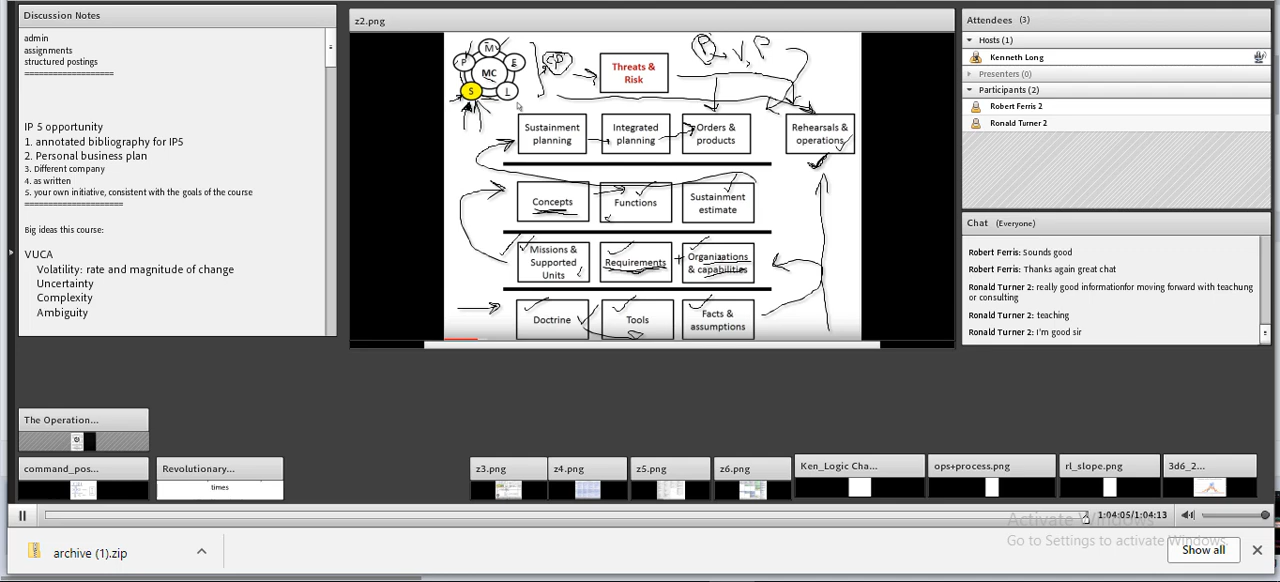 Discussion Notes
admin
assignments
structured postings
====================
IP 5 opportunity
1. annotated bibliography for IP5
2. Personal business plan
3. Different company
4. as written
5. your own initiative, consistent with the goals of the course
======================
Big ideas this course:
VUCA
Volatility: rate and magnitude of change
Uncertainty
Complexity
Ambiguity
z2.png
M
P
E
MC
S
L
CP
Threats &
Risk
V, P
Sustainment
planning
Integrated
planning
Orders &
products
Rehearsals &
operations
Concepts
Functions
Sustainment
estimate
Missions &
Supported
Units
Requirements
+
Organizations
& capabilities
Doctrine
Tools
Facts &
assumptions
Attendees (3)
Hosts (1)
Kenneth Long
Presenters (0)
Participants (2)
Robert Ferris 2
Ronald Turner 2
Chat (Everyone)
Robert Ferris: Sounds good
Robert Ferris: Thanks again great chat
Ronald Turner 2: really good informationfor moving forward with teachung
or consulting
Ronald Turner 2: teaching
Ronald Turner 2: I'm good sir
The Operation...
command_pos...
Revolutionary...
times
z3.png
z4.png
z5.png
z6.png
Ken_Logic Cha...
ops+process.png
rl_slope.png
3d6_2...
1:04:05/1:04:13
Activate Windows
Go to Settings to activate Windows.
archive (1).zip
Show all